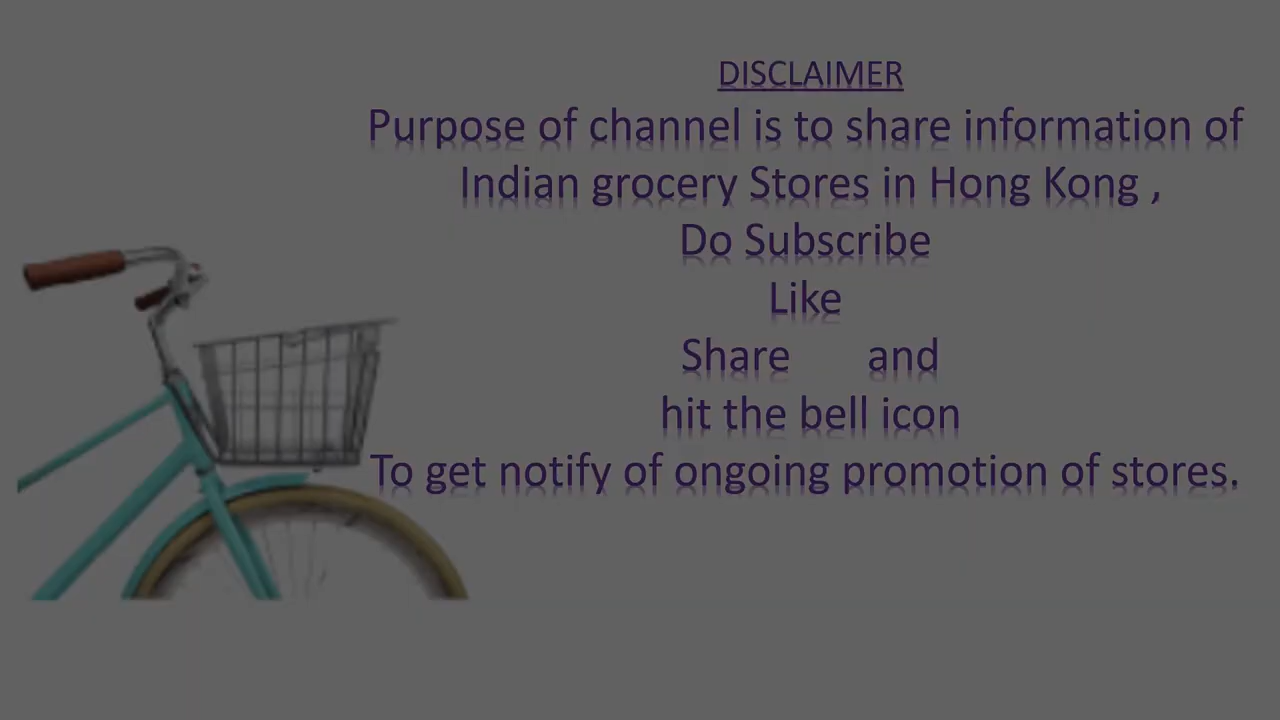 DISCLAIMER
Purpose of channel is to share information of
Indian grocery Stores in Hong Kong ,
Do Subscribe
Like
Share and
hit the bell icon
To get notify of ongoing promotion of stores.